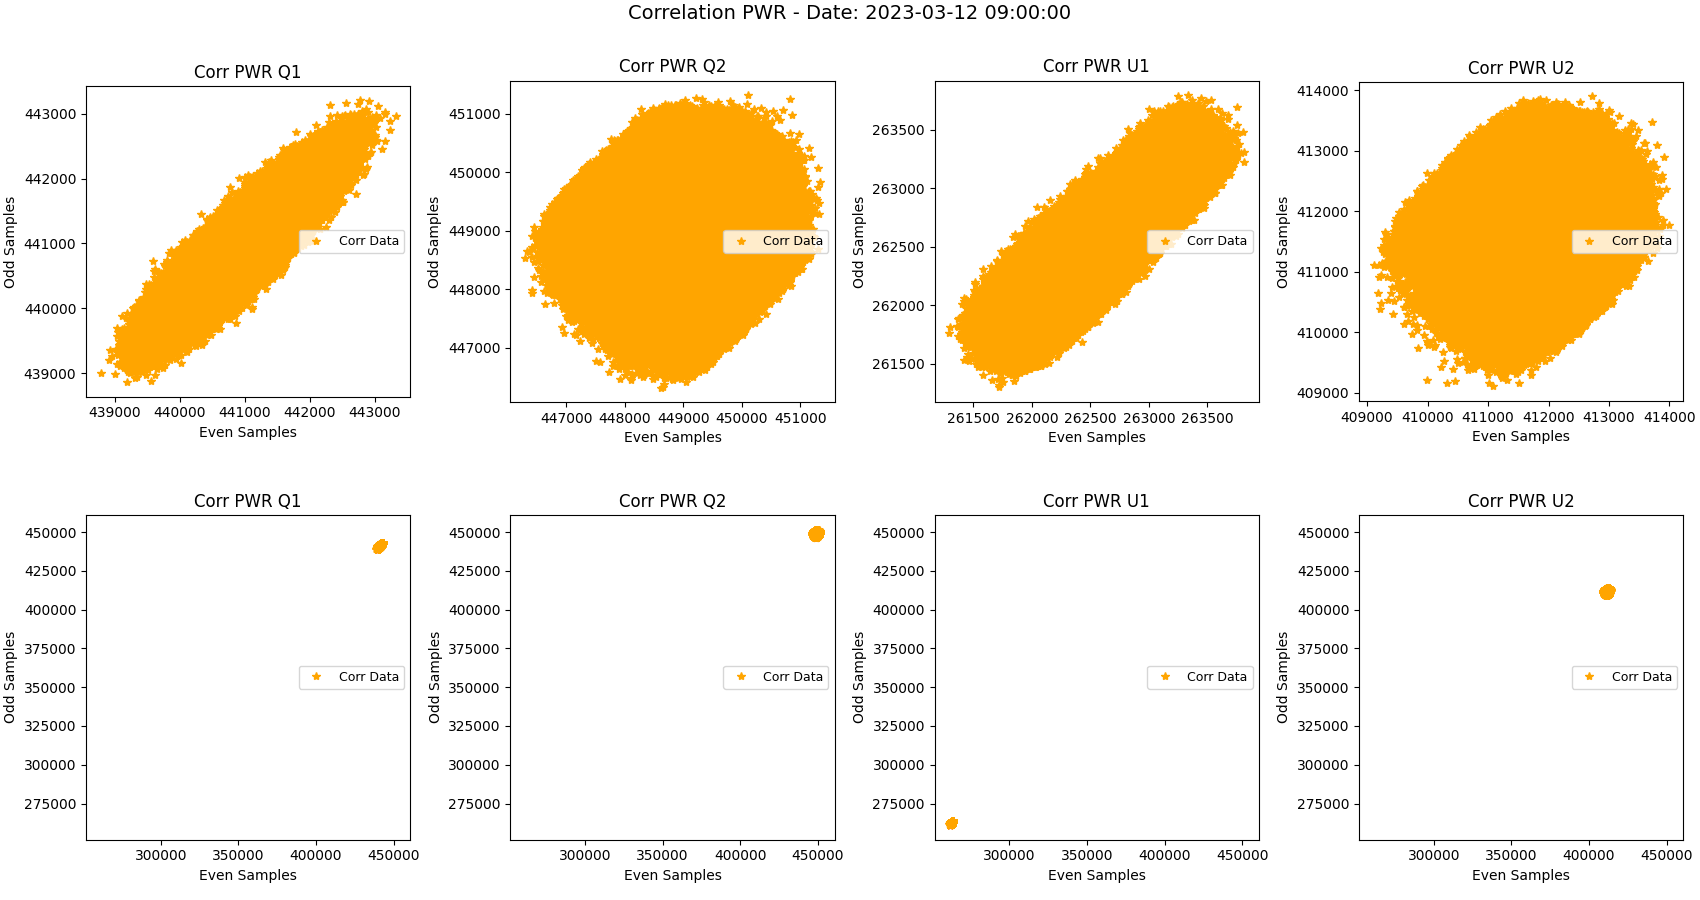 Correlation PWR - Date: 2023-03-12 09:00:00
Corr PWR Q1
Corr PWR Q2
Corr PWR U1
Corr PWR U2
443000
442000
441000
440000
439000
Odd Samples
Corr Data
439000 440000 441000 442000 443000
Even Samples
451000
450000
449000
448000
447000
Odd Samples
Corr Data
447000 448000 449000 450000 451000
Even Samples
263500
263000
262500
262000
261500
Odd Samples
Corr Data
261500 262000 262500 263000 263500
Even Samples
414000
413000
412000
411000
410000
409000
Odd Samples
Corr Data
409000 410000 411000 412000 413000 414000
Even Samples
Corr PWR Q1
Corr PWR Q2
Corr PWR U1
Corr PWR U2
450000
425000
400000
375000
350000
325000
300000
275000
Odd Samples
Corr Data
300000 350000 400000 450000
Even Samples
450000
425000
400000
375000
350000
325000
300000
275000
Odd Samples
Corr Data
300000 350000 400000 450000
Even Samples
450000
425000
400000
375000
350000
325000
300000
275000
Odd Samples
Corr Data
300000 350000 400000 450000
Even Samples
450000
425000
400000
375000
350000
325000
300000
275000
Odd Samples
Corr Data
300000 350000 400000 450000
Even Samples